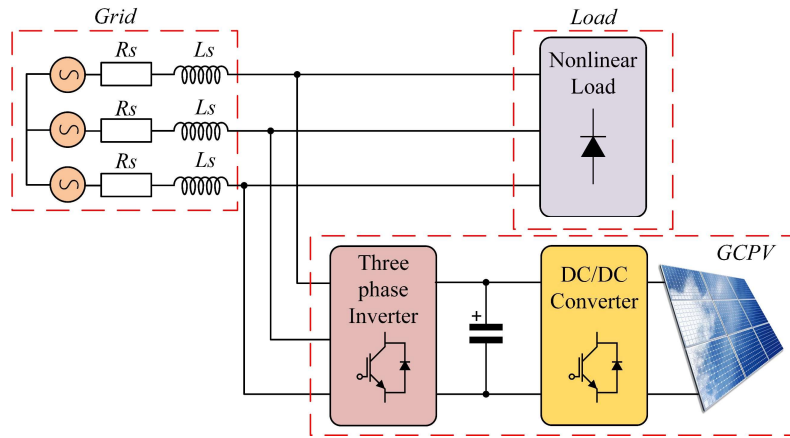 Grid
Load
Rs
Ls
Nonlinear
Load
Rs
Ls
Rs
Ls
GCPV
Three
phase
Inverter
DC/DC
Converter
+